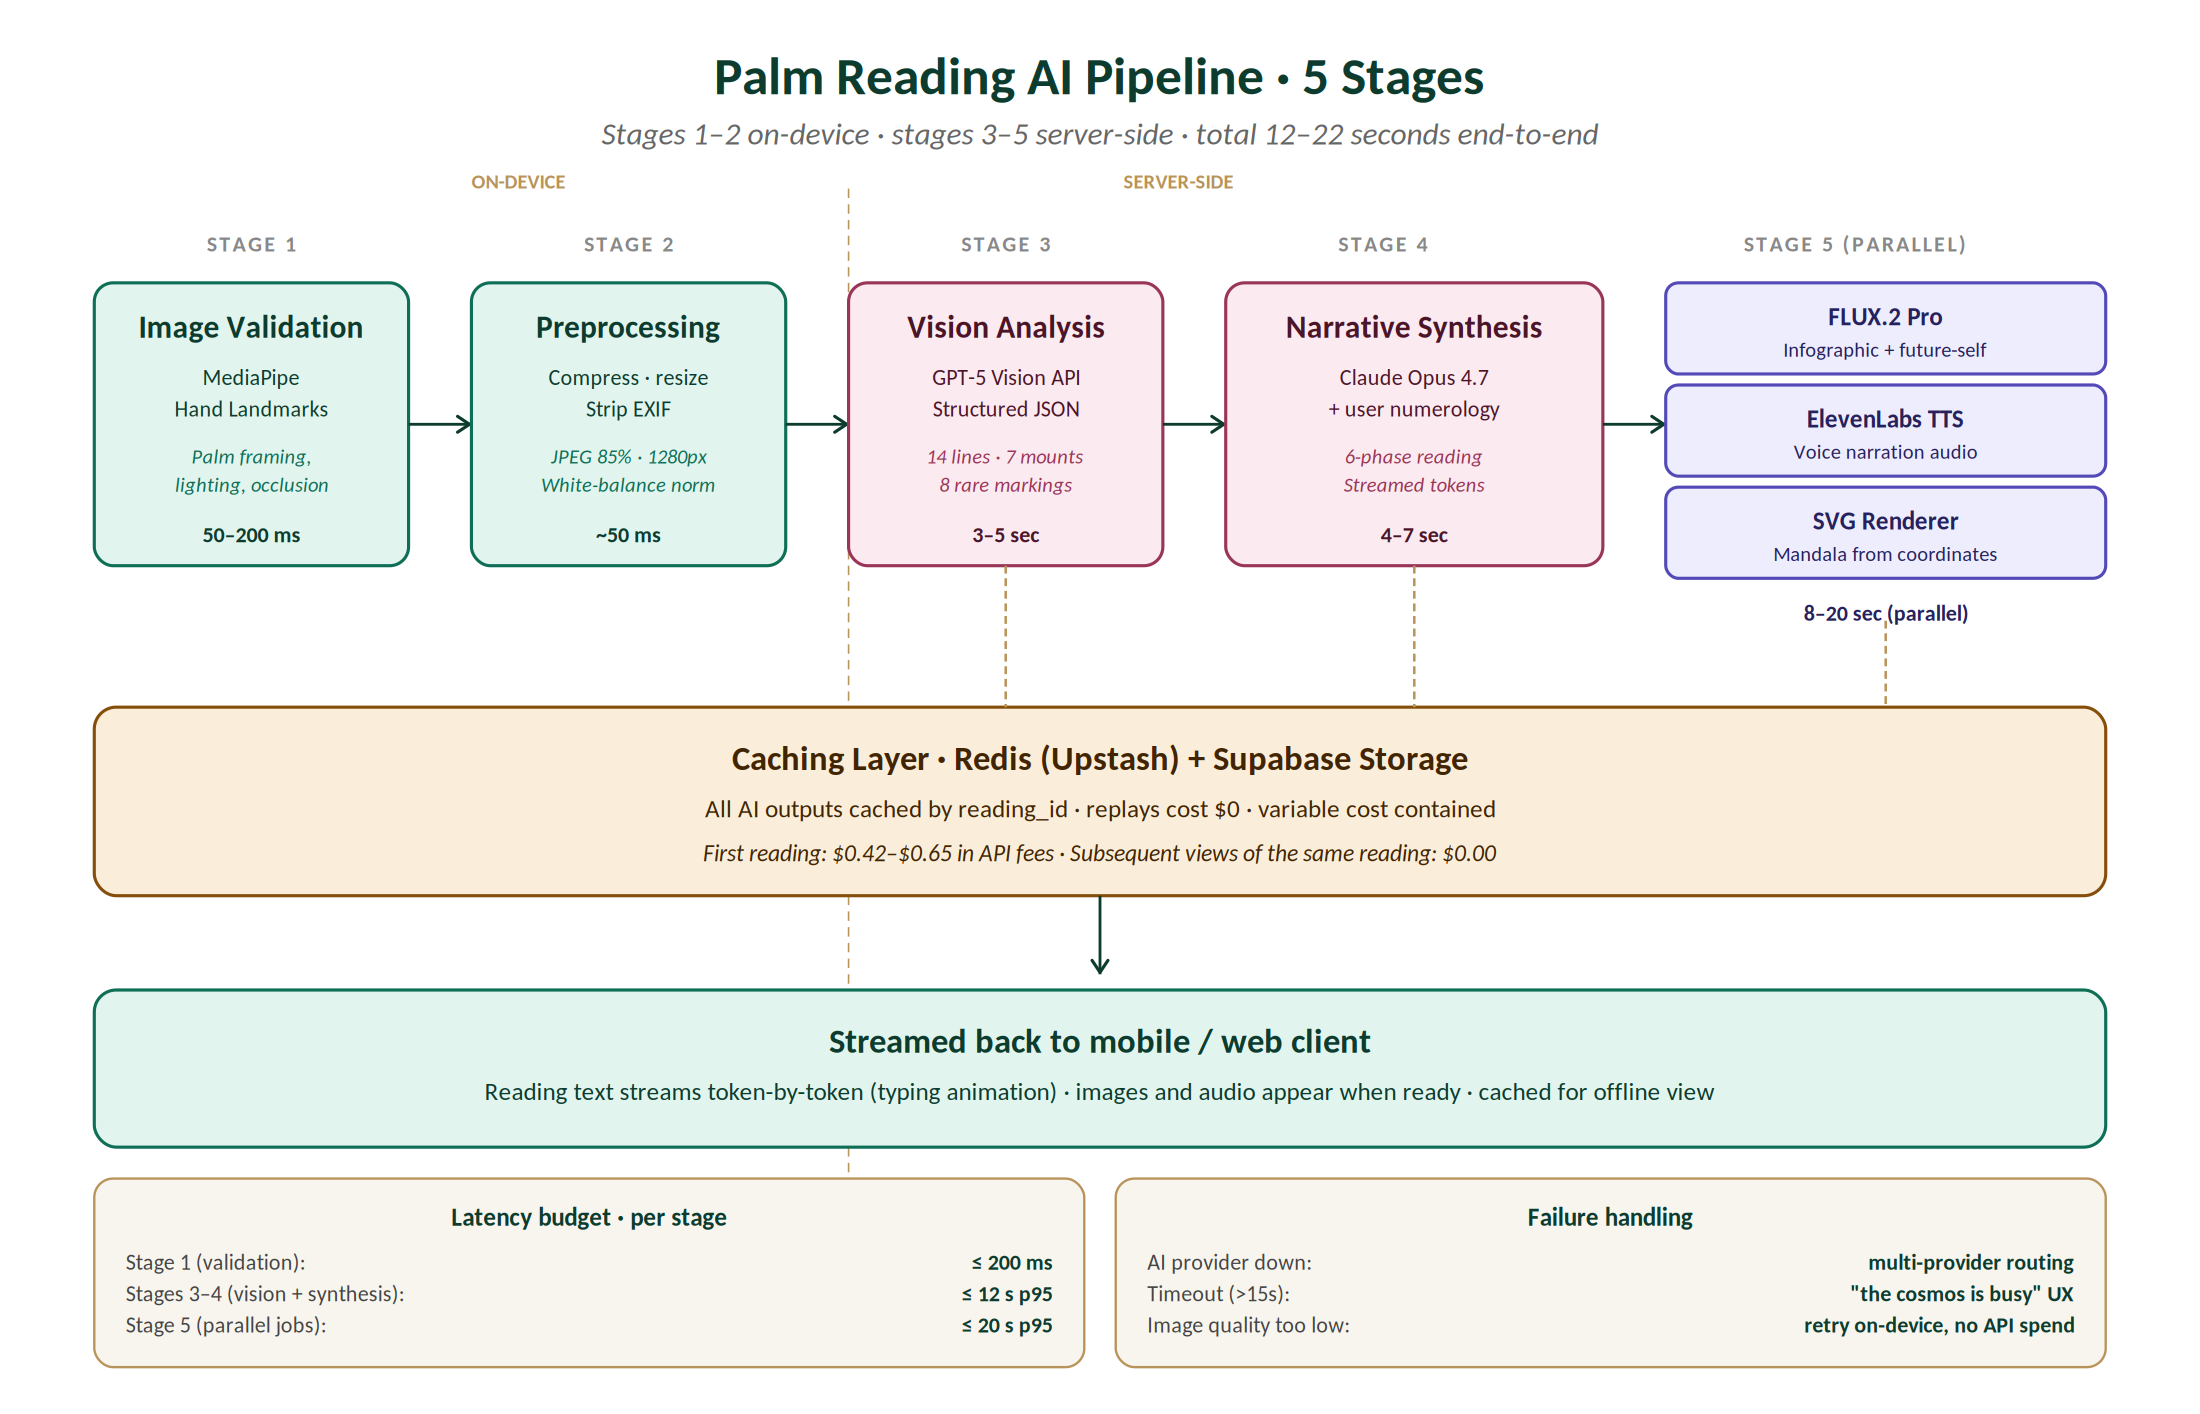 Palm Reading AI Pipeline · 5 Stages
Stages 1–2 on-device · stages 3–5 server-side · total 12–22 seconds end-to-end
ON-DEVICE
SERVER-SIDE
STAGE 1
Image Validation
MediaPipe
Hand Landmarks
Palm framing,
lighting, occlusion
50–200 ms
STAGE 2
Preprocessing
Compress · resize
Strip EXIF
JPEG 85% · 1280px
White-balance norm
~50 ms
STAGE 3
Vision Analysis
GPT-5 Vision API
Structured JSON
14 lines · 7 mounts
8 rare markings
3–5 sec
STAGE 4
Narrative Synthesis
Claude Opus 4.7
+ user numerology
6-phase reading
Streamed tokens
4–7 sec
STAGE 5 (PARALLEL)
FLUX.2 Pro
Infographic + future-self
ElevenLabs TTS
Voice narration audio
SVG Renderer
Mandala from coordinates
8–20 sec (parallel)
Caching Layer · Redis (Upstash) + Supabase Storage
All AI outputs cached by reading_id · replays cost $0 · variable cost contained
First reading: $0.42–$0.65 in API fees · Subsequent views of the same reading: $0.00
Streamed back to mobile / web client
Reading text streams token-by-token (typing animation) · images and audio appear when ready · cached for offline view
Latency budget · per stage
Stage 1 (validation): ≤ 200 ms
Stages 3–4 (vision + synthesis): ≤ 12 s p95
Stage 5 (parallel jobs): ≤ 20 s p95
Failure handling
AI provider down: multi-provider routing
Timeout (>15s): "the cosmos is busy" UX
Image quality too low: retry on-device, no API spend